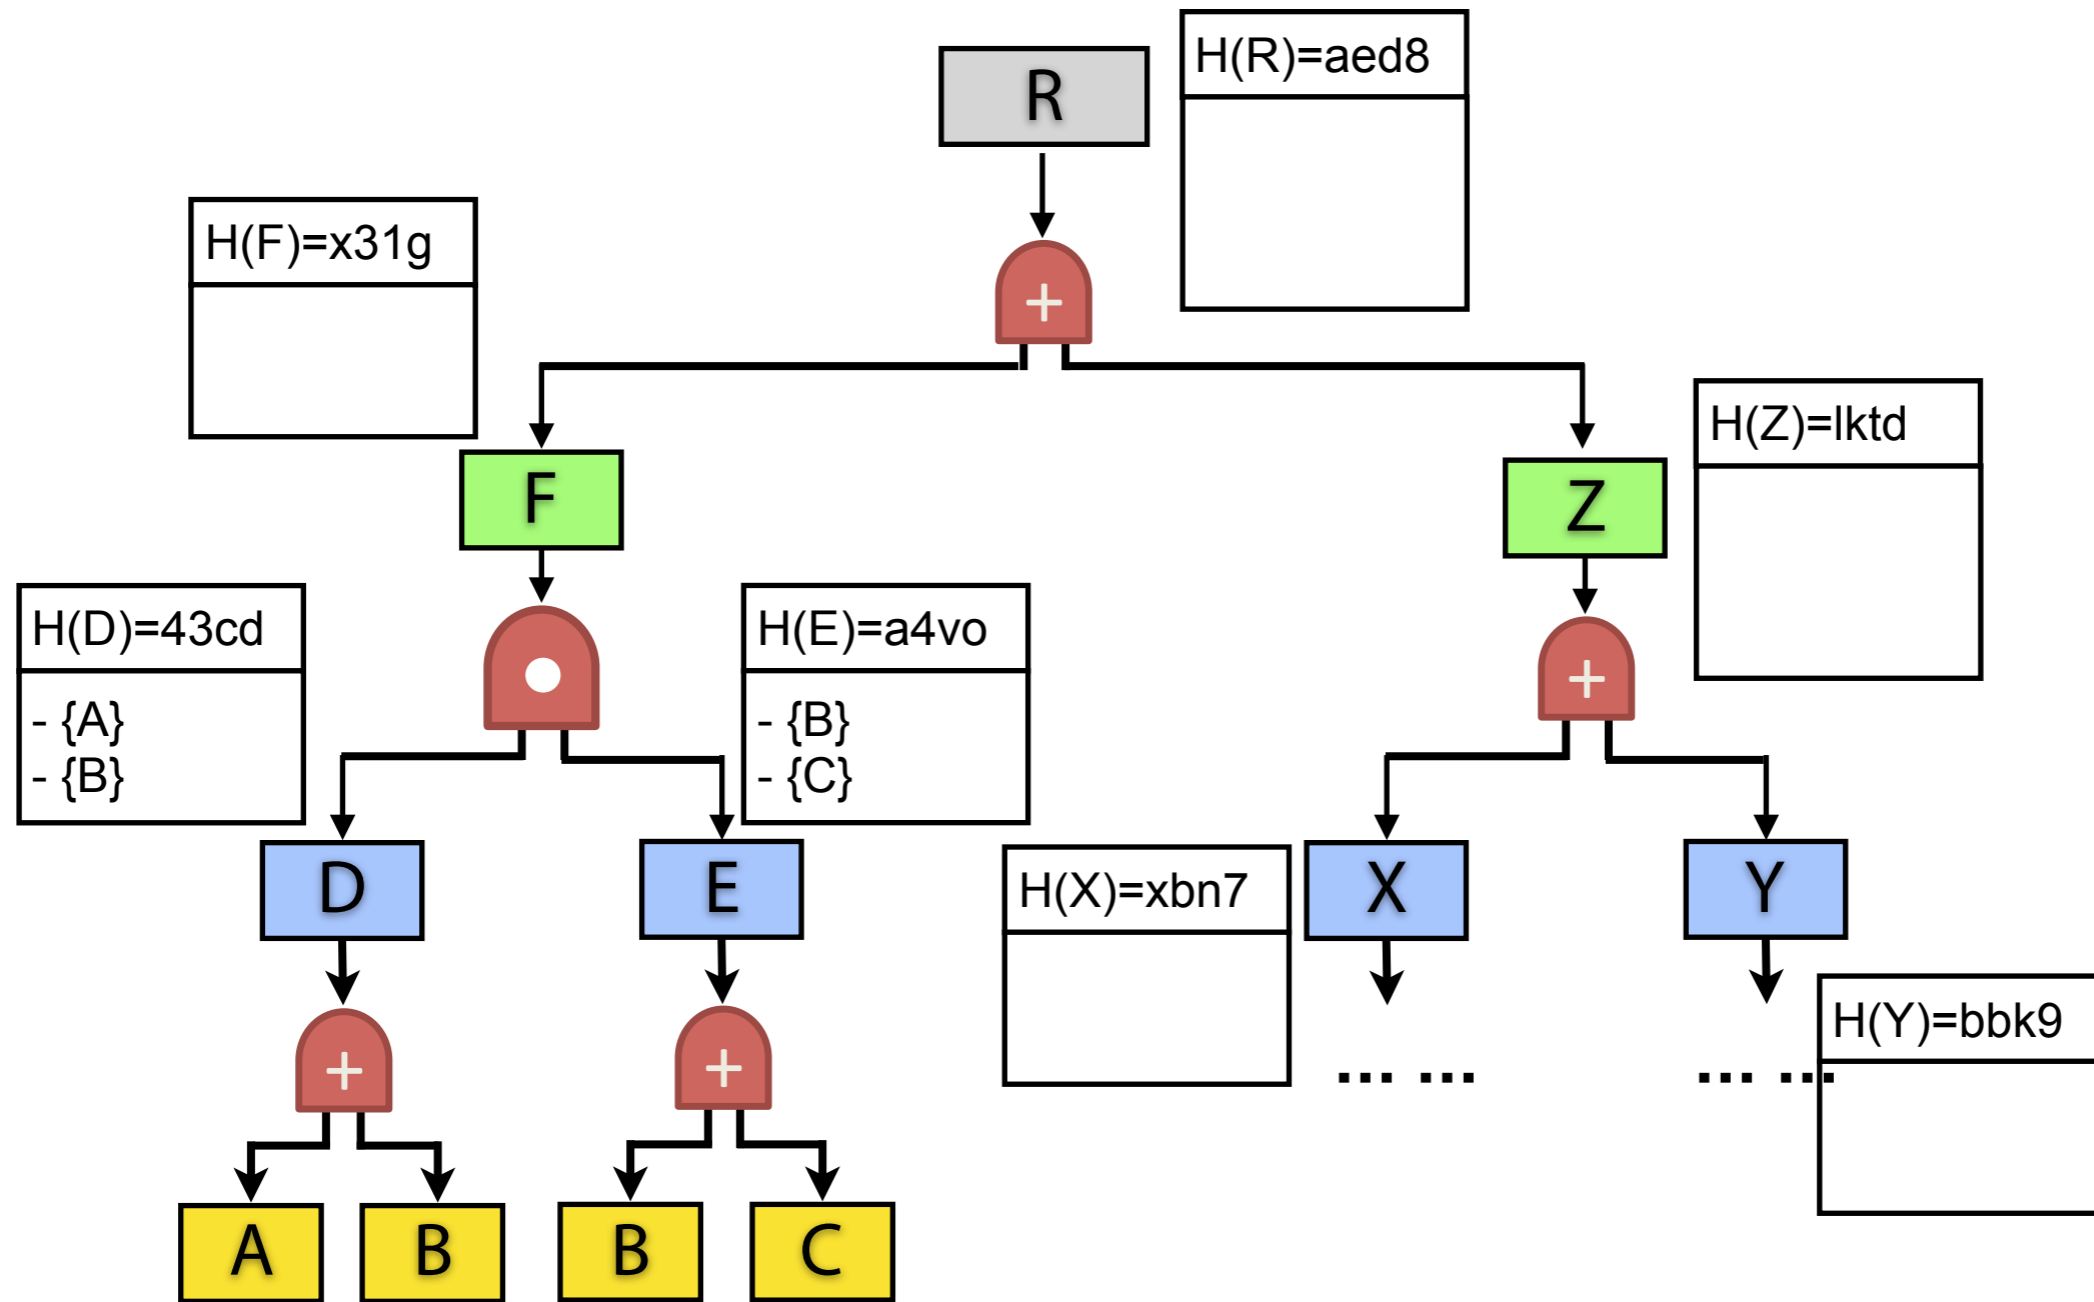 R
H(R)=aed8
H(F)=x31g
+
H(Z)=lktd
F
Z
H(D)=43cd
- {A}
- {B}
H(E)=a4vo
- {B}
- {C}
+
D
E
H(X)=xbn7
X
Y
H(Y)=bbk9
+
+
... ...
... ...
A
B
B
C